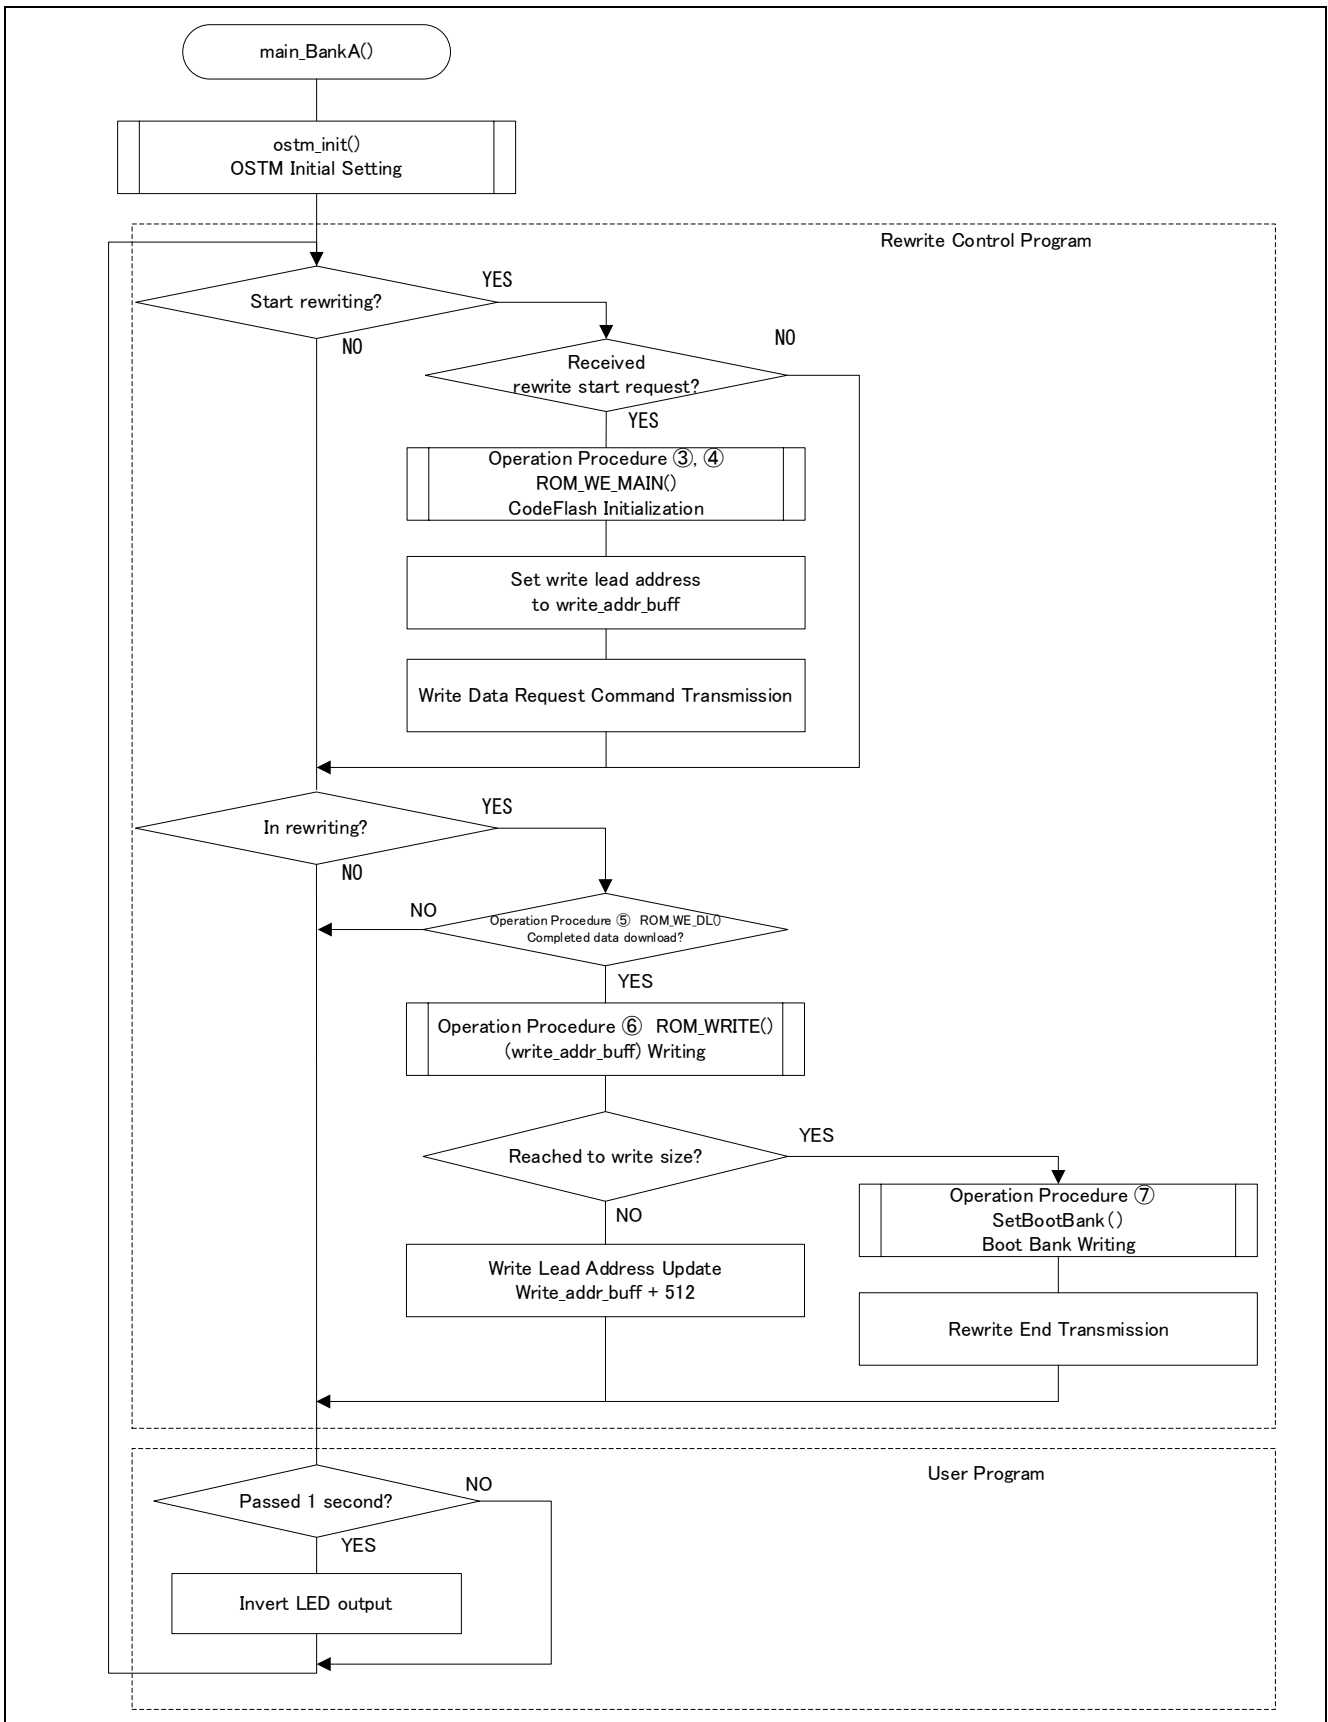 main_BankA()
ostm_init()
OSTM Initial Setting
Rewrite Control Program
Start rewriting?
YES
NO
Received
rewrite start request?
NO
YES
Operation Procedure ③, ④
ROM_WE_MAIN()
CodeFlash Initialization
Set write lead address
to write_addr_buff
Write Data Request Command Transmission
In rewriting?
YES
NO
Operation Procedure ⑤ ROM_WE_DL()
Completed data download?
NO
YES
Operation Procedure ⑥ ROM_WRITE()
(write_addr_buff) Writing
Reached to write size?
YES
NO
Operation Procedure ⑦
SetBootBank()
Boot Bank Writing
Write Lead Address Update
Write_addr_buff + 512
Rewrite End Transmission
User Program
Passed 1 second?
NO
YES
Invert LED output